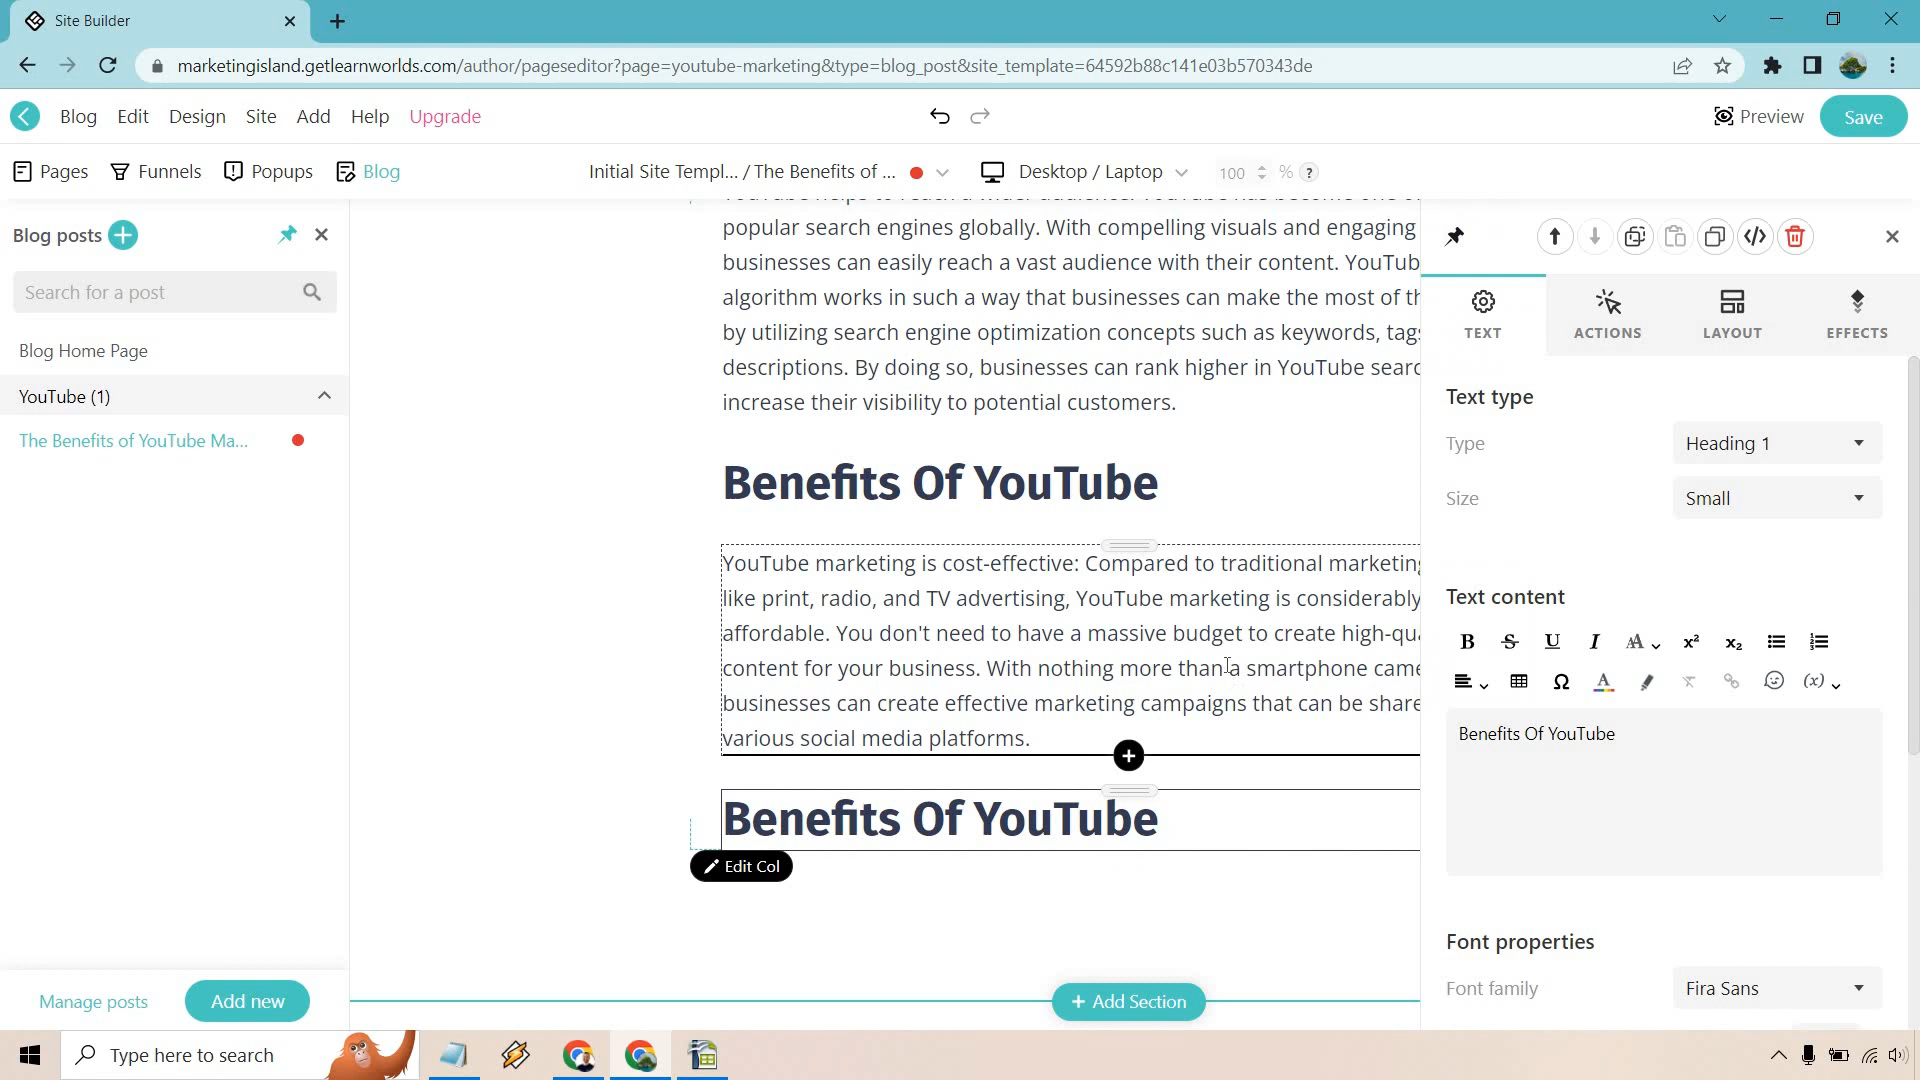 Site Builder
marketingisland.getlearnworlds.com/author/pageseditor?page=youtube-marketing&type=blog_post&site_template=64592b88c141e03b570343de
Blog Edit Design Site Add Help Upgrade
Preview Save
Pages Funnels Popups Blog
Initial Site Templ... / The Benefits of ...
Desktop / Laptop
100 % ?
Blog posts
Search for a post
Blog Home Page
YouTube (1)
The Benefits of YouTube Ma...
Manage posts Add new
popular search engines globally. With compelling visuals and engaging
businesses can easily reach a vast audience with their content. YouTub
algorithm works in such a way that businesses can make the most of th
by utilizing search engine optimization concepts such as keywords, tags
descriptions. By doing so, businesses can rank higher in YouTube searc
increase their visibility to potential customers.
Benefits Of YouTube
YouTube marketing is cost-effective: Compared to traditional marketing
like print, radio, and TV advertising, YouTube marketing is considerably
affordable. You don't need to have a massive budget to create high-qua
content for your business. With nothing more than a smartphone came
businesses can create effective marketing campaigns that can be share
various social media platforms.
Benefits Of YouTube
Edit Col
+ Add Section
TEXT ACTIONS LAYOUT EFFECTS
Text type
Type Heading 1
Size Small
Text content
Benefits Of YouTube
Font properties
Font family Fira Sans
Type here to search